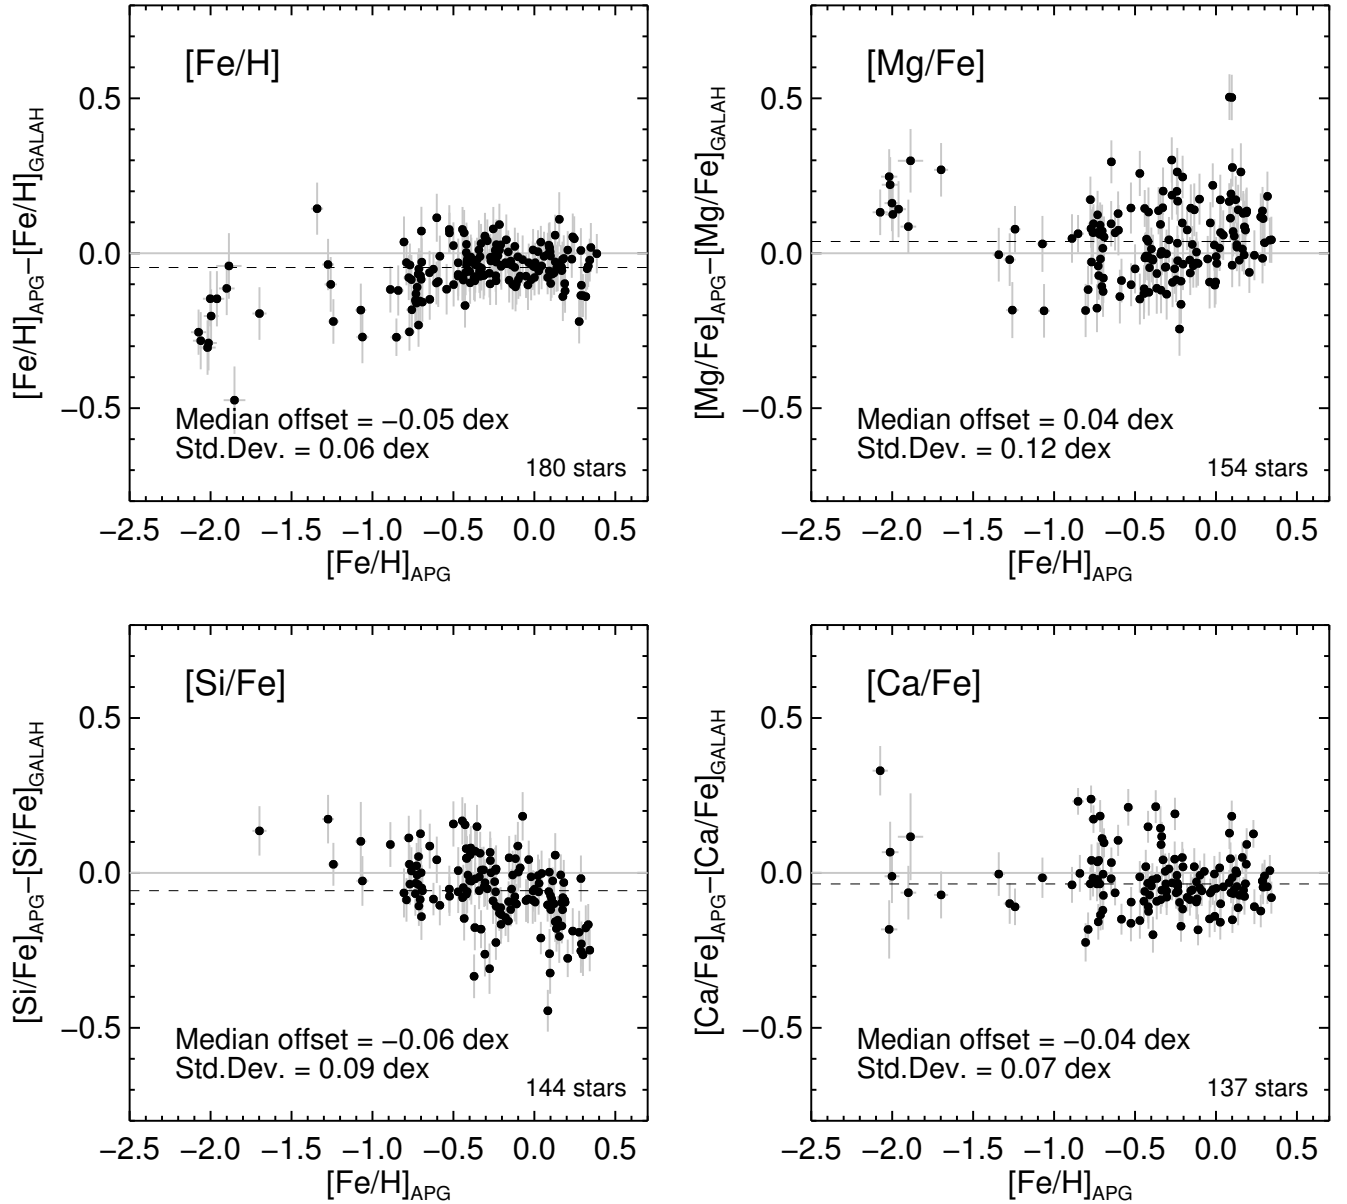 [Fe/H]
0.5
0.0
−0.5
[Fe/H]APG−[Fe/H]GALAH
Median offset = −0.05 dex
Std.Dev. = 0.06 dex
180 stars
−2.5 −2.0 −1.5 −1.0 −0.5 0.0 0.5
[Fe/H]APG
[Mg/Fe]
0.5
0.0
−0.5
[Mg/Fe]APG−[Mg/Fe]GALAH
Median offset = 0.04 dex
Std.Dev. = 0.12 dex
154 stars
−2.5 −2.0 −1.5 −1.0 −0.5 0.0 0.5
[Fe/H]APG
[Si/Fe]
0.5
0.0
−0.5
[Si/Fe]APG−[Si/Fe]GALAH
Median offset = −0.06 dex
Std.Dev. = 0.09 dex
144 stars
−2.5 −2.0 −1.5 −1.0 −0.5 0.0 0.5
[Fe/H]APG
[Ca/Fe]
0.5
0.0
−0.5
[Ca/Fe]APG−[Ca/Fe]GALAH
Median offset = −0.04 dex
Std.Dev. = 0.07 dex
137 stars
−2.5 −2.0 −1.5 −1.0 −0.5 0.0 0.5
[Fe/H]APG